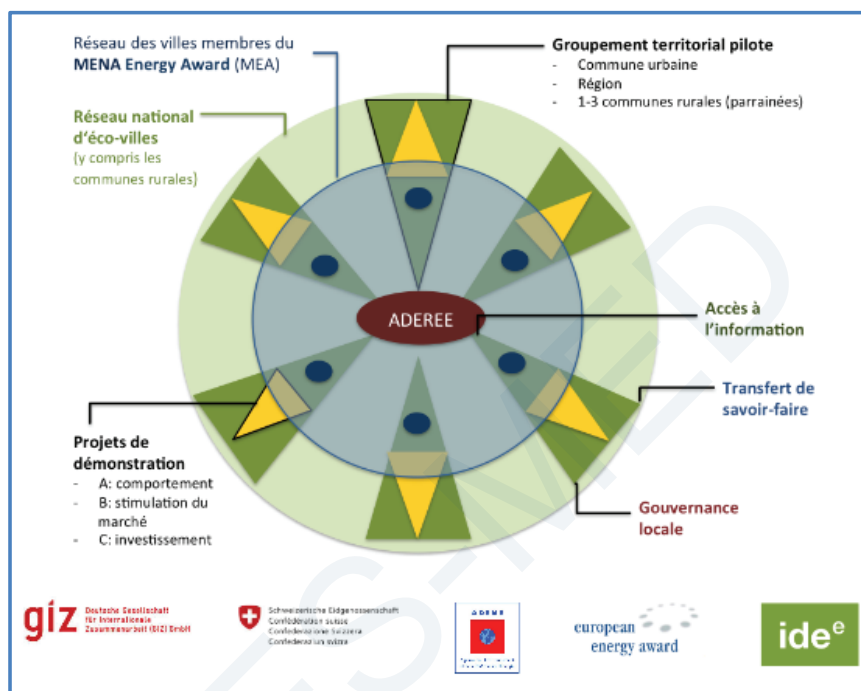 Réseau des villes membres du
MENA Energy Award (MEA)
Groupement territorial pilote
- Commune urbaine
- Région
- 1-3 communes rurales (parrainées)
Réseau national
d'éco-villes
(y compris les
communes rurales)
ADEREE
Accès à
l'information
Transfert de
savoir-faire
Gouvernance
locale
Projets de
démonstration
- A: comportement
- B: stimulation du
marché
- C: investissement
giz
Deutsche Gesellschaft
für Internationale
Zusammenarbeit (GIZ) GmbH
Schweizerische Eidgenossenschaft
Confédération suisse
Confederazione Svizzera
Confederaziun svizra
ADEME
european
energy award
idee